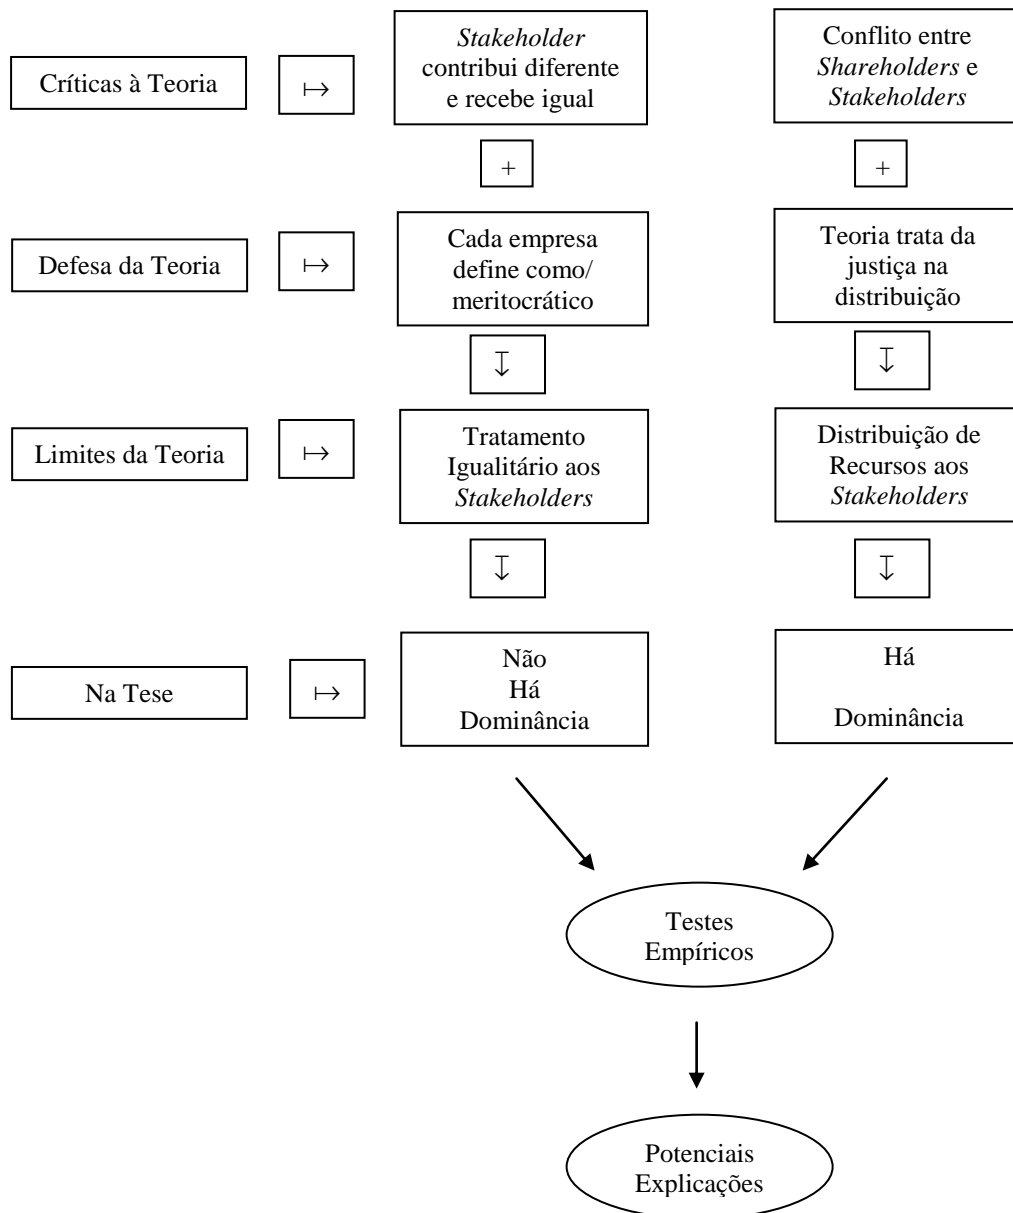 Críticas à Teoria
↦
Stakeholder
contribui diferente
e recebe igual
Conflito entre
Shareholders e
Stakeholders
+
+
Defesa da Teoria
↦
Cada empresa
define como/
meritocrático
Teoria trata da
justiça na
distribuição
↧
↧
Limites da Teoria
↦
Tratamento
Igualitário aos
Stakeholders
Distribuição de
Recursos aos
Stakeholders
↧
↧
Na Tese
↦
Não
Há
Dominância
Há
Dominância
Testes
Empíricos
Potenciais
Explicações